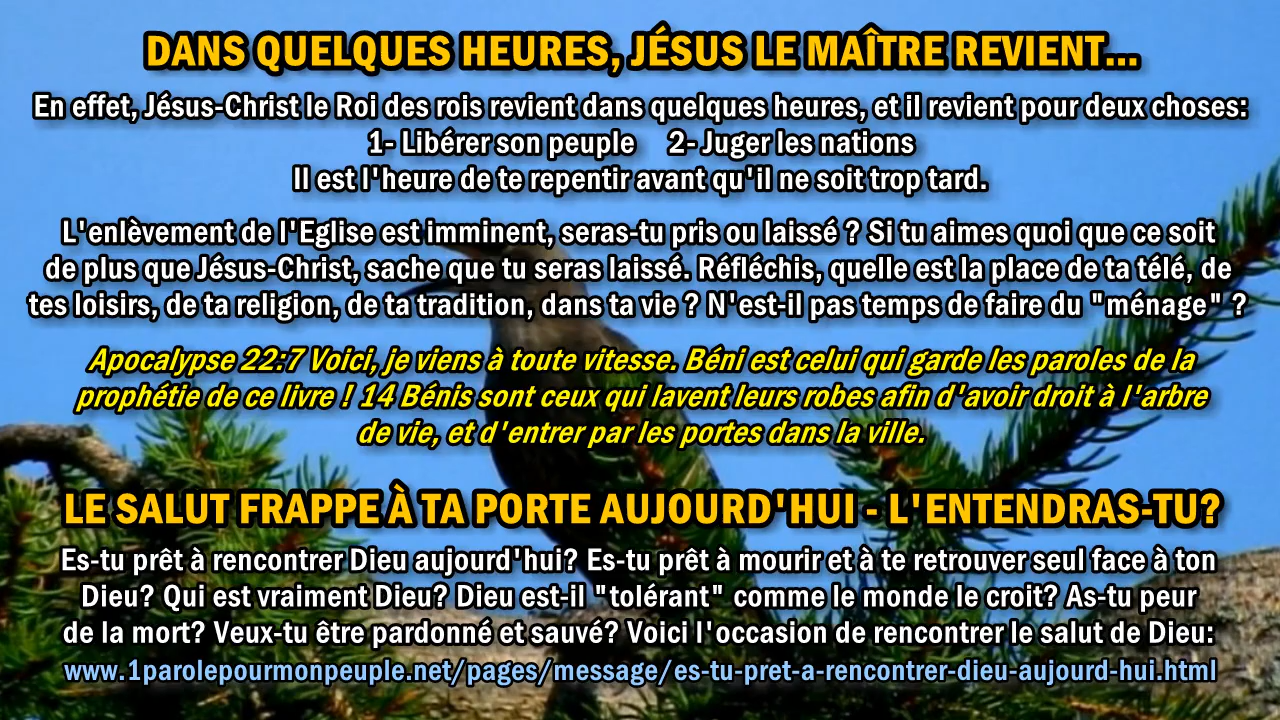 DANS QUELQUES HEURES, JÉSUS LE MAÎTRE REVIENT...
En effet, Jésus-Christ le Roi des rois revient dans quelques heures, et il revient pour deux choses:
1- Libérer son peuple 2- Juger les nations
Il est l'heure de te repentir avant qu'il ne soit trop tard.
L'enlèvement de l'Eglise est imminent, seras-tu pris ou laissé ? Si tu aimes quoi que ce soit
de plus que Jésus-Christ, sache que tu seras laissé. Réfléchis, quelle est la place de ta télé, de
tes loisirs, de ta religion, de ta tradition, dans ta vie ? N'est-il pas temps de faire du "ménage" ?
Apocalypse 22:7 Voici, je viens à toute vitesse. Béni est celui qui garde les paroles de la
prophétie de ce livre ! 14 Bénis sont ceux qui lavent leurs robes afin d'avoir droit à l'arbre
de vie, et d'entrer par les portes dans la ville.
LE SALUT FRAPPE À TA PORTE AUJOURD'HUI - L'ENTENDRAS-TU?
Es-tu prêt à rencontrer Dieu aujourd'hui? Es-tu prêt à mourir et à te retrouver seul face à ton
Dieu? Qui est vraiment Dieu? Dieu est-il "tolérant" comme le monde le croit? As-tu peur
de la mort? Veux-tu être pardonné et sauvé? Voici l'occasion de rencontrer le salut de Dieu:
www.1parolepourmonpeuple.net/pages/message/es-tu-pret-a-rencontrer-dieu-aujourd-hui.html